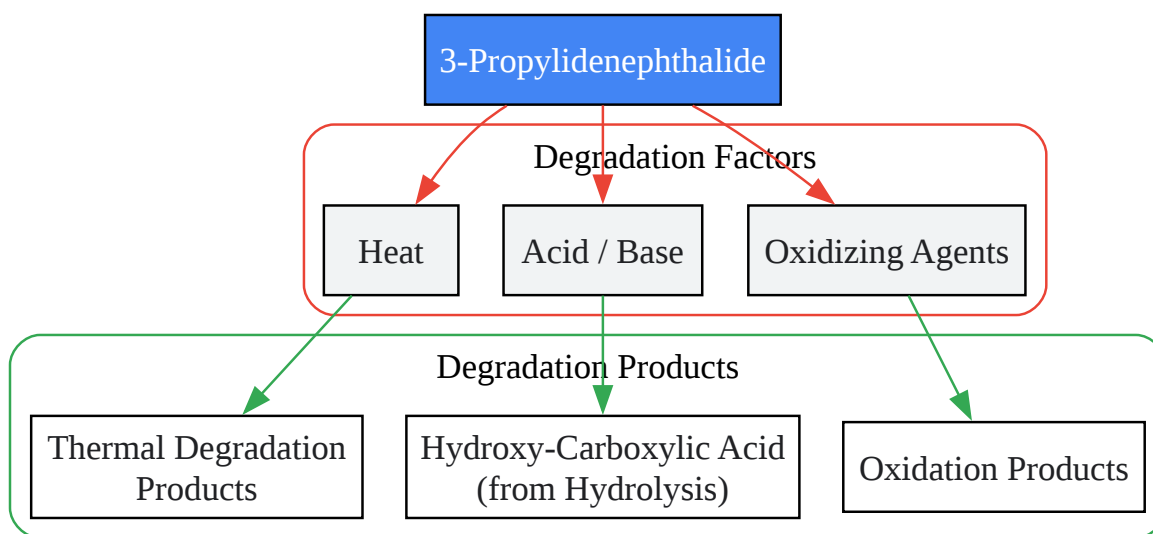 3-Propylidenephthalide
Degradation Factors
Heat
Acid / Base
Oxidizing Agents
Degradation Products
Thermal Degradation
Products
Hydroxy-Carboxylic Acid
(from Hydrolysis)
Oxidation Products